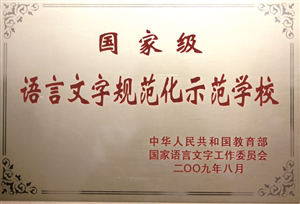 国家级
语言文字规范化示范学校
中华人民共和国教育部
国家语言文字工作委员会
二〇〇九年八月